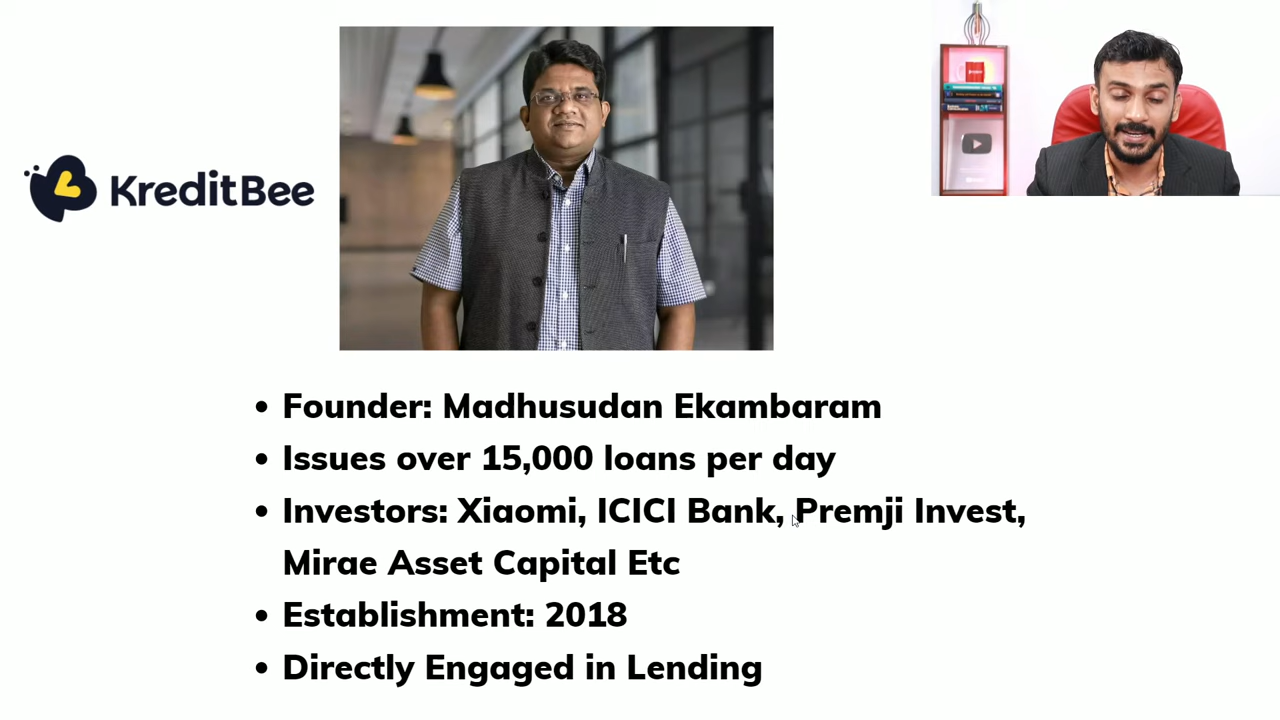 KreditBee
• Founder: Madhusudan Ekambaram
• Issues over 15,000 loans per day
• Investors: Xiaomi, ICICI Bank, Premji Invest,
Mirae Asset Capital Etc
• Establishment: 2018
• Directly Engaged in Lending